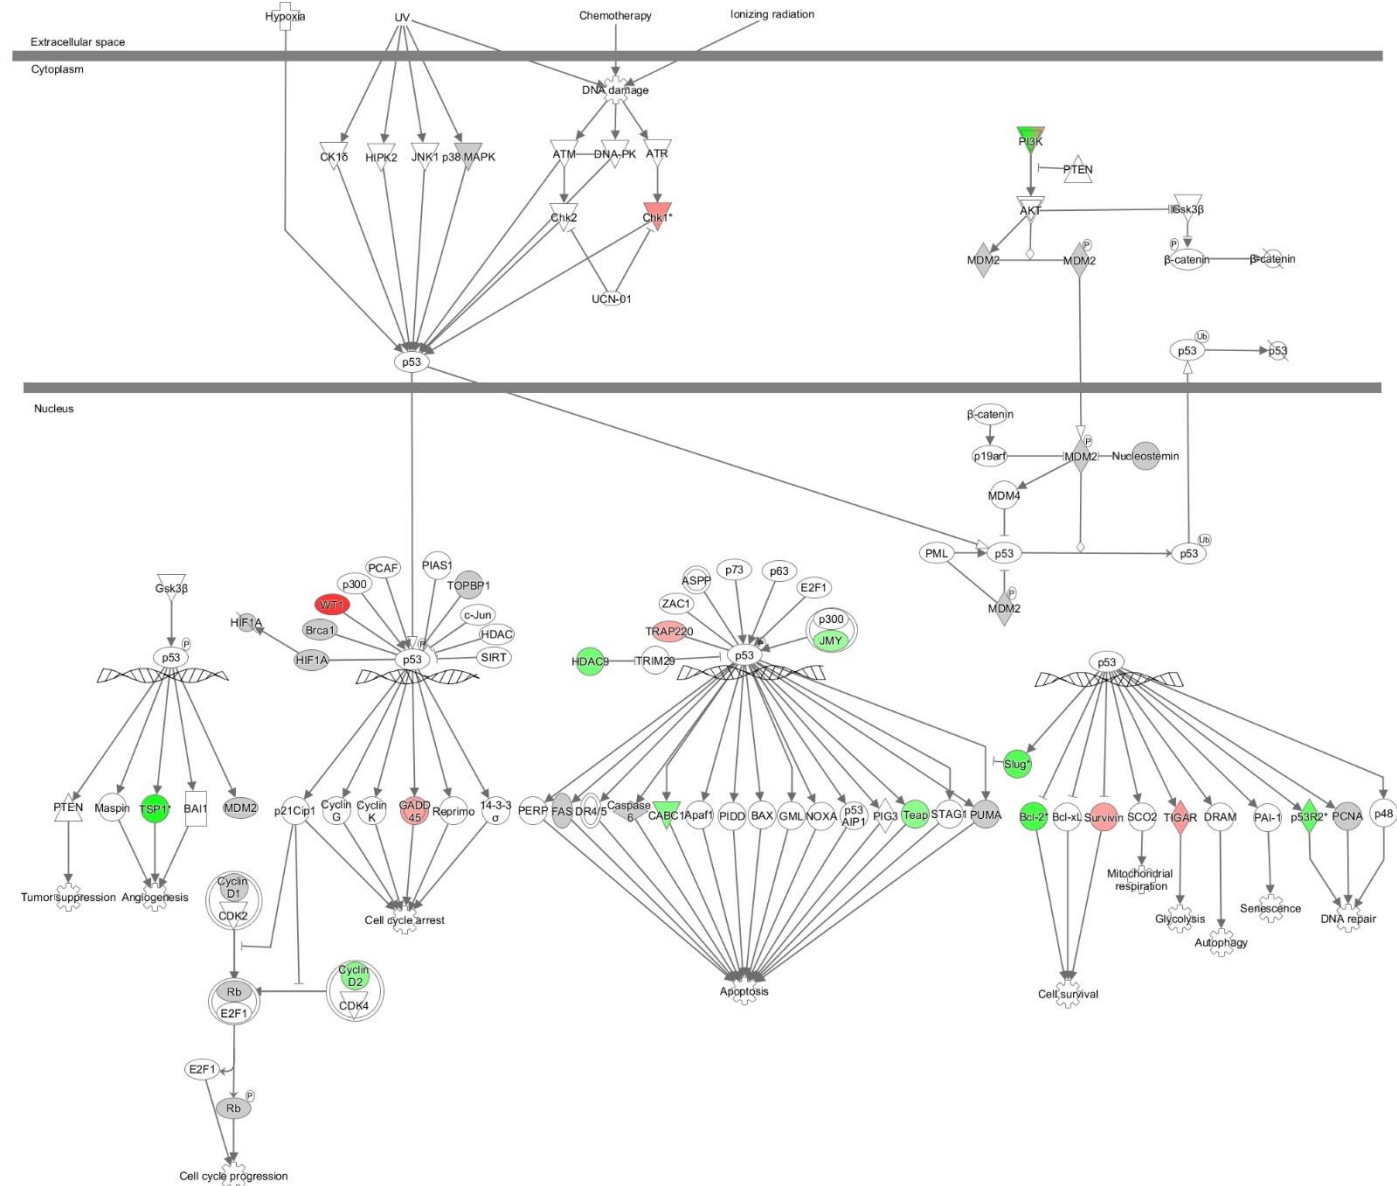 Hypoxia
UV
Chemotherapy
Ionizing radiation
Extracellular space
Cytoplasm
DNA damage
CK1δ
HIPK2
JNK1
p38 MAPK
ATM
DNA-PK
ATR
Chk2
Chk1*
UCN-01
p53
PI3K
PTEN
AKT
Gsk3β
MDM2
P
MDM2
P
β-catenin
β-catenin
Ub
p53
p53
Nucleus
β-catenin
p19arf
P
MDM2
Nucleostemin
MDM4
PML
p53
Ub
p53
P
MDM2
Gsk3β
P
p53
HIF1A
PCAF
PIAS1
p300
TOPBP1
WT1
c-Jun
Brca1
HDAC
HIF1A
P
p53
SIRT
p73
p63
ASPP
E2F1
ZAC1
p300
TRAP220
JMY
HDAC9
TRIM29
P
p53
p53
Slug*
PTEN
Maspin
TSP1*
BAI1
MDM2
p21Cip1
Cyclin
G
Cyclin
K
GADD
45
Reprimo
14-3-3
σ
PERP
FAS
DR4/5
Caspase
6
CABC1
Apaf1
PIDD
BAX
GML
NOXA
p53
AIP1
PIG3
Teap
STAG1
PUMA
Bcl-2*
Bcl-xL
Survivin
SCO2
TIGAR
DRAM
PAI-1
p53R2*
PCNA
p48
Tumor suppression
Angiogenesis
Cyclin
D1
CDK2
Cell cycle arrest
Mitochondrial
respiration
Glycolysis
Autophagy
Senescence
DNA repair
Cyclin
D2
CDK4
Rb
E2F1
Apoptosis
Cell survival
E2F1
P
Rb
Cell cycle progression